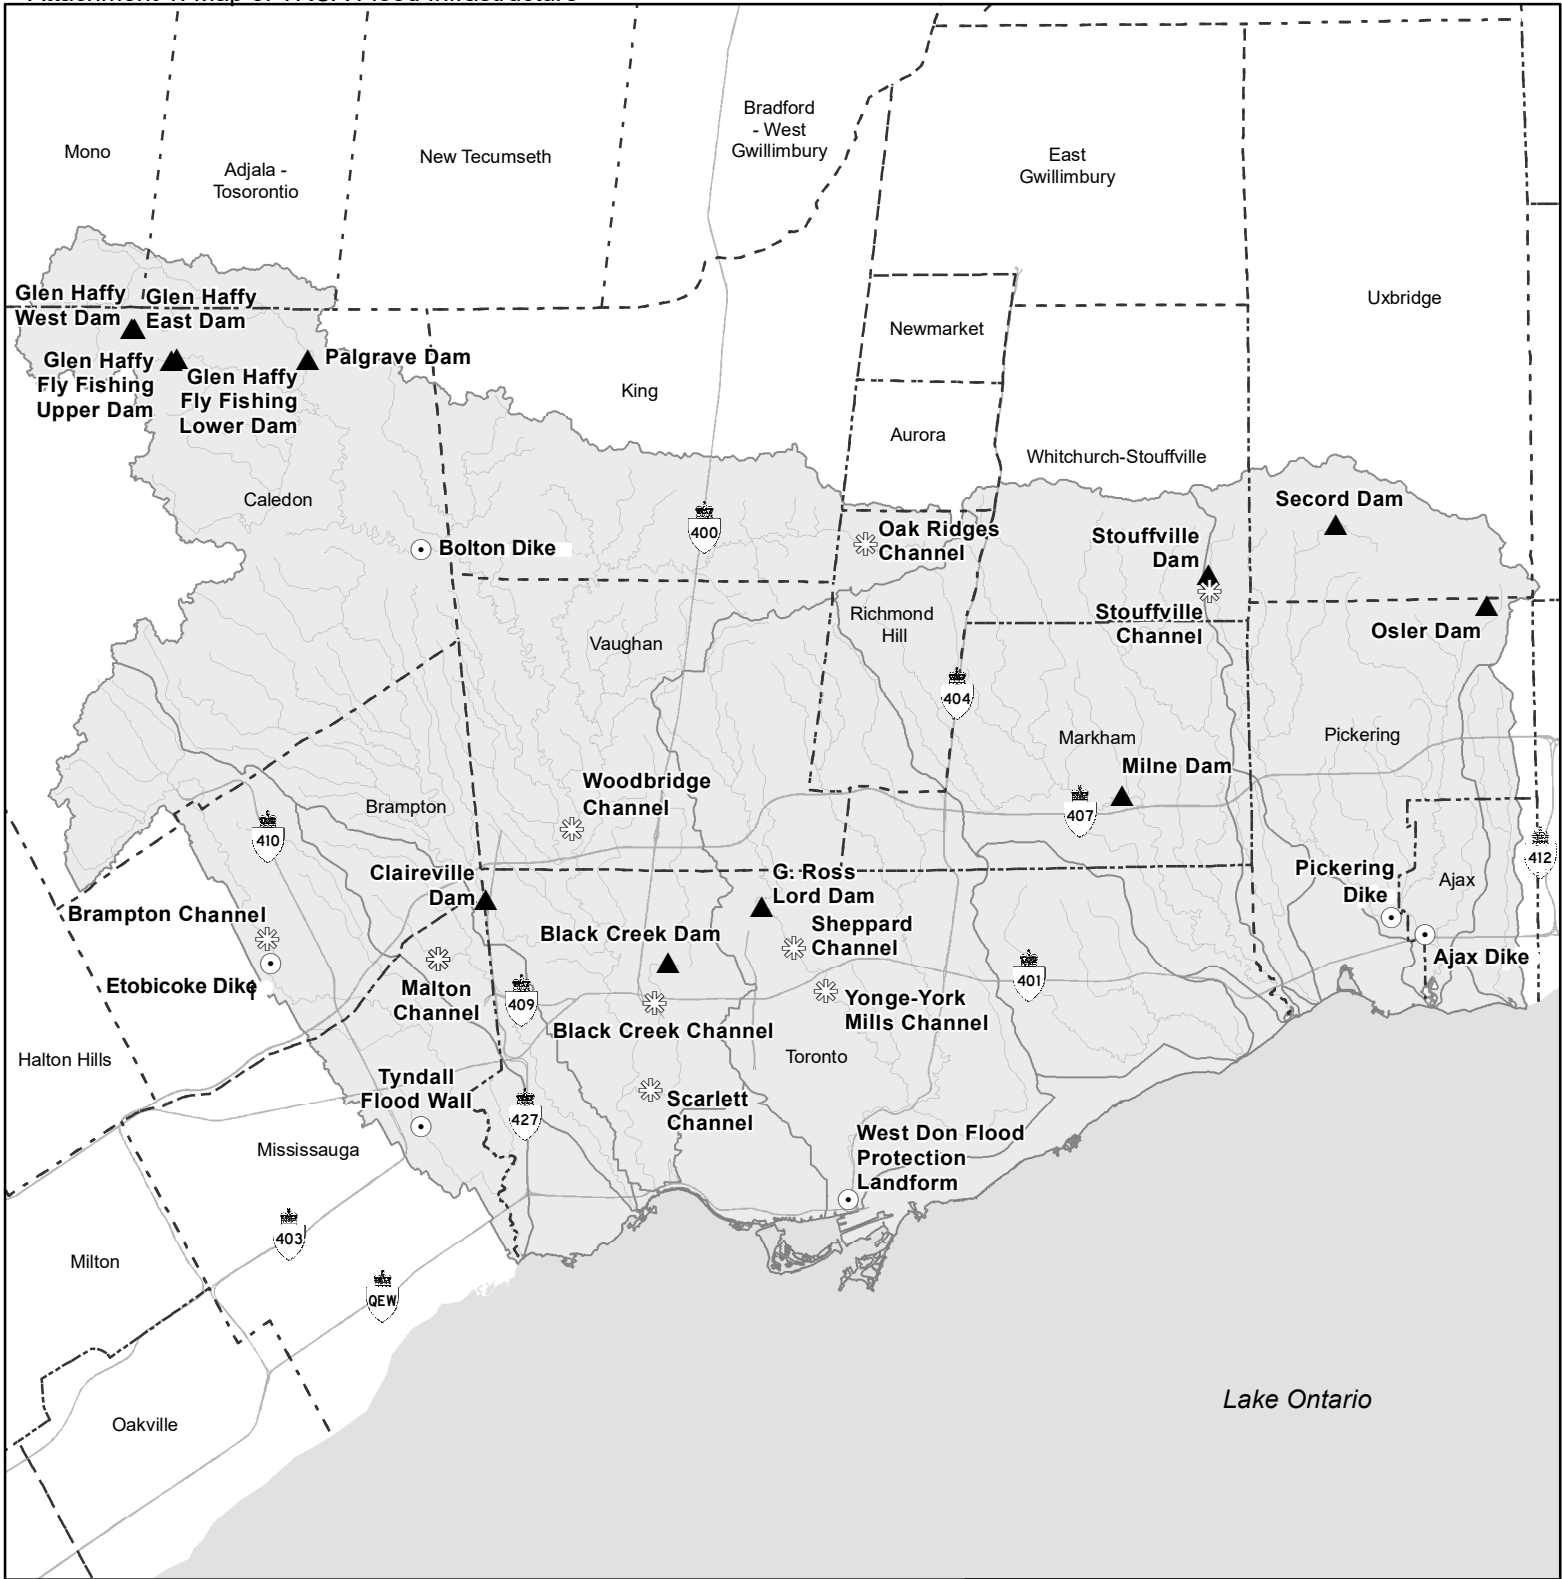 Bradford
- West
Gwillimbury
Mono
Adjala -
Tosorontio
New Tecumseth
East
Gwillimbury
Uxbridge
Glen Haffy
West Dam
Glen Haffy
East Dam
Newmarket
Glen Haffy
Fly Fishing
Upper Dam
Glen Haffy
Fly Fishing
Lower Dam
Palgrave Dam
King
Aurora
Whitchurch-Stouffville
Caledon
Secord Dam
400
Bolton Dike
Oak Ridges
Channel
Stouffville
Dam
Stouffville
Channel
Richmond
Hill
Osler Dam
Vaughan
404
Markham
Pickering
Milne Dam
Woodbridge
Channel
Brampton
407
410
412
Claireville
Dam
G. Ross
Lord Dam
Pickering
Dike
Ajax
Brampton Channel
Black Creek Dam
Sheppard
Channel
Ajax Dike
Etobicoke Dike
Malton
Channel
409
401
Yonge-York
Mills Channel
Black Creek Channel
Halton Hills
Toronto
Tyndall
Flood Wall
427
Scarlett
Channel
Mississauga
West Don Flood
Protection
Landform
403
Milton
QEW
Lake Ontario
Oakville